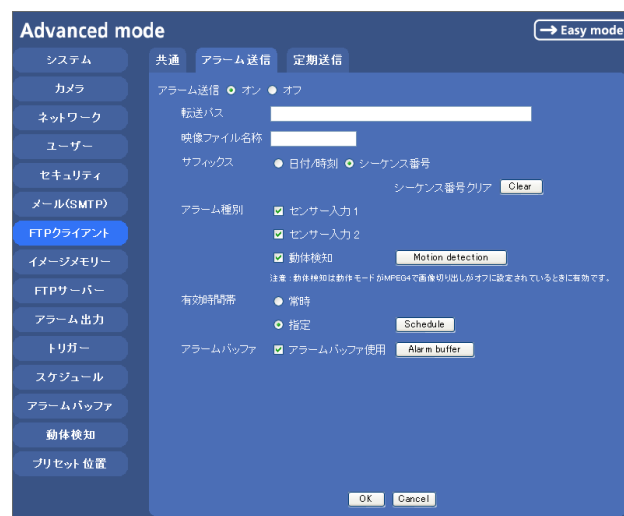 Advanced mode
→ Easy mode
システム
カメラ
ネットワーク
ユーザー
セキュリティ
メール(SMTP)
FTPクライアント
イメージメモリー
FTPサーバー
アラーム出力
トリガー
スケジュール
アラームバッファ
動体検知
プリセット位置
共通 アラーム送信 定期送信
アラーム送信 オン オフ
転送パス
映像ファイル名称
サフィックス 日付/時刻 シーケンス番号
シーケンス番号クリア Clear
アラーム種別 センサー入力1
センサー入力2
動体検知 Motion detection
注意：動体検知は動作モードがMPEG4で画像切り出しがオフに設定されているときに有効です。
有効時間帯 常時
指定 Schedule
アラームバッファ アラームバッファ使用 Alarm buffer
OK Cancel